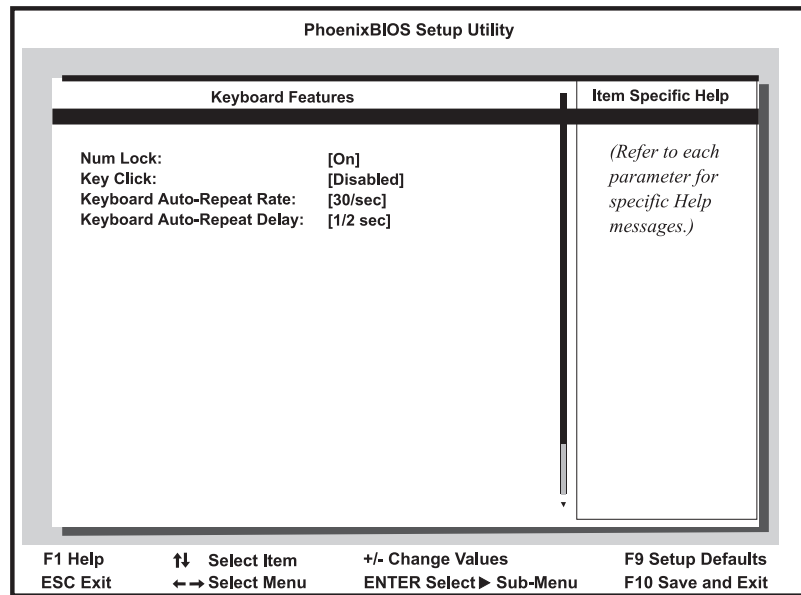 PhoenixBIOS Setup Utility
Keyboard Features
Item Specific Help
Num Lock: [On]
Key Click: [Disabled]
Keyboard Auto-Repeat Rate: [30/sec]
Keyboard Auto-Repeat Delay: [1/2 sec]
(Refer to each
parameter for
specific Help
messages.)
F1 Help ↑↓ Select Item +/- Change Values F9 Setup Defaults
ESC Exit ←→ Select Menu ENTER Select ▶ Sub-Menu F10 Save and Exit